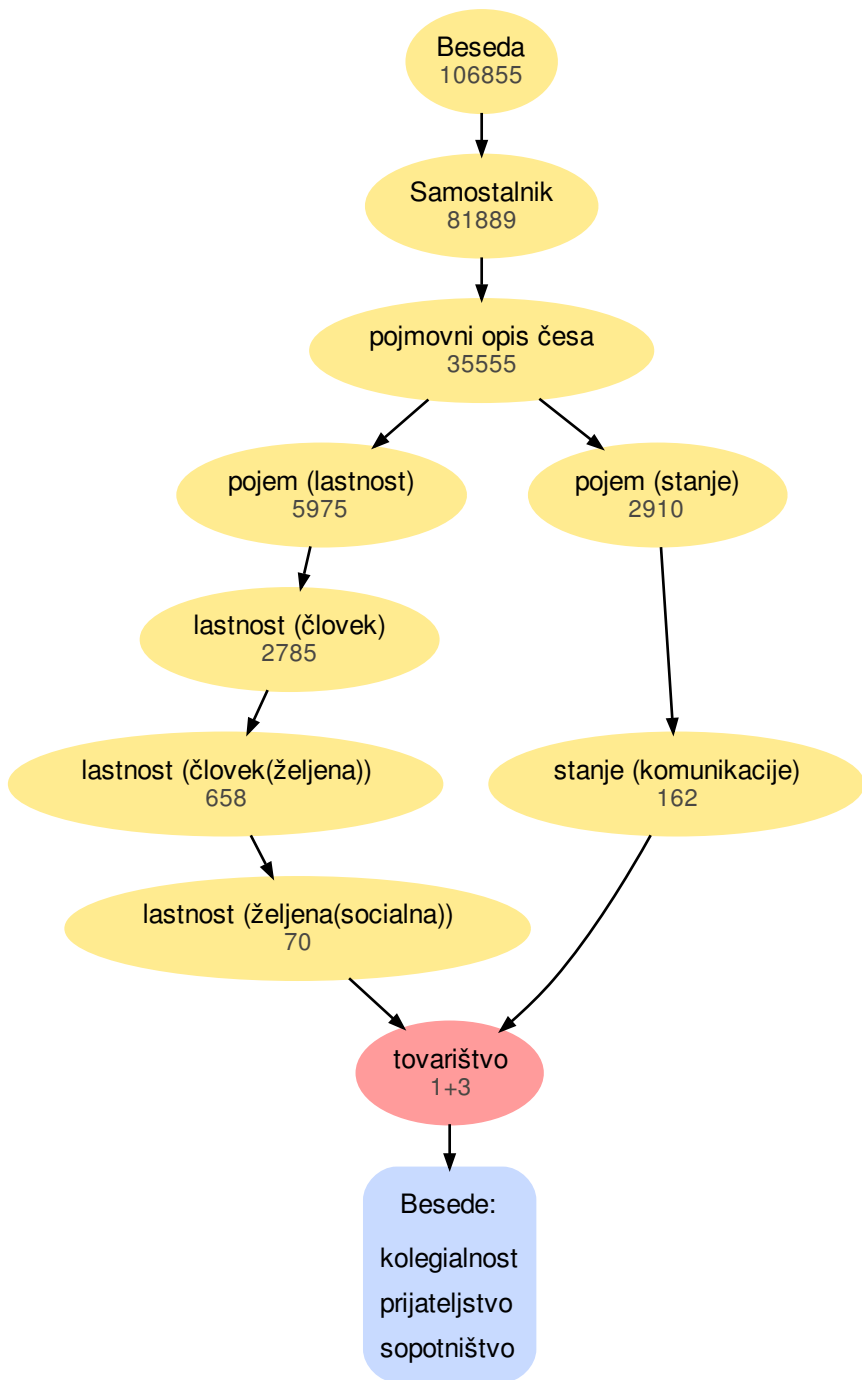 Beseda
106855
Samostalnik
81889
pojmovni opis česa
35555
pojem (lastnost)
5975
pojem (stanje)
2910
lastnost (človek)
2785
lastnost (človek(željena))
658
stanje (komunikacije)
162
lastnost (željena(socialna))
70
tovarištvo
1+3
Besede:
kolegialnost
prijateljstvo
sopotništvo